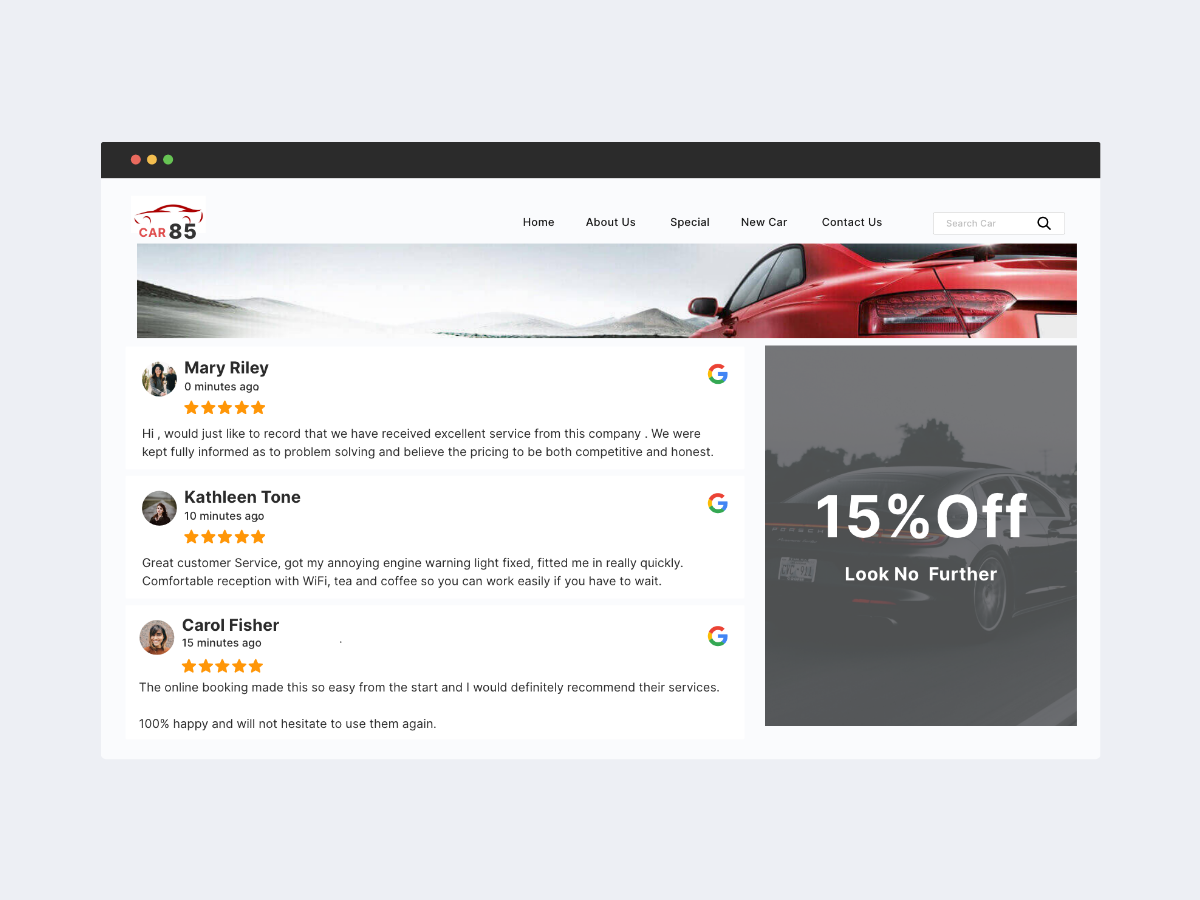 CAR 85
Home About Us Special New Car Contact Us Search Car
Mary Riley
0 minutes ago
Hi , would just like to record that we have received excellent service from this company . We were
kept fully informed as to problem solving and believe the pricing to be both competitive and honest.
Kathleen Tone
10 minutes ago
Great customer Service, got my annoying engine warning light fixed, fitted me in really quickly.
Comfortable reception with WiFi, tea and coffee so you can work easily if you have to wait.
Carol Fisher
15 minutes ago
The online booking made this so easy from the start and I would definitely recommend their services.
100% happy and will not hesitate to use them again.
15%Off
PORSCHE
Look No Further